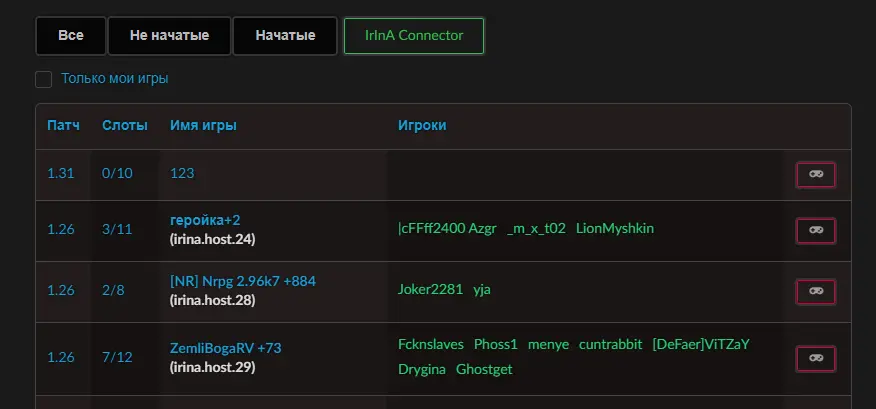 Все Не начатые Начатые IrInA Connector
Только мои игры
Патч Слоты Имя игры Игроки
1.31 0/10 123
1.26 3/11 геройка+2 |cFFff2400 Azgr _m_x_t02 LionMyshkin
(irina.host.24)
1.26 2/8 [NR] Nrpg 2.96k7 +884 Joker2281 yja
(irina.host.28)
1.26 7/12 ZemliBogaRV +73 Fcknslaves Phoss1 menye cuntrabbit [DeFaer]ViTZaY
(irina.host.29) Drygina Ghostget